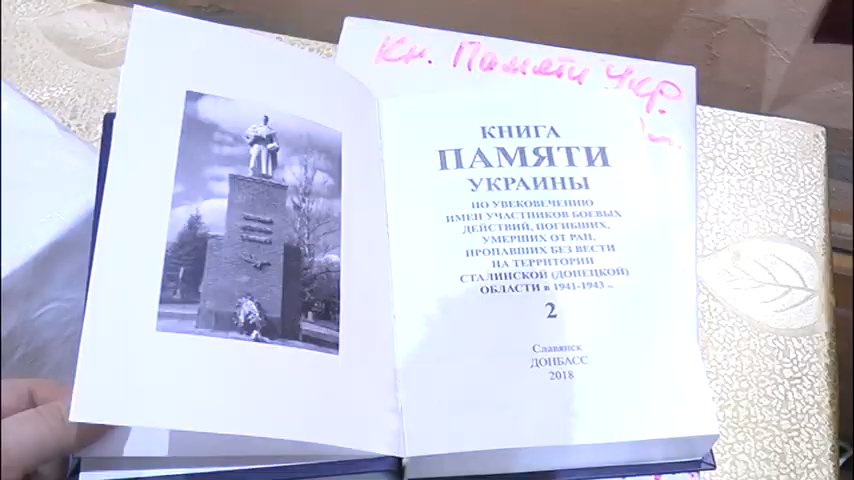 Кн. Памяти Укр.
КНИГА
ПАМЯТИ
УКРАИНЫ
ПО УВЕКОВЕЧЕНИЮ
ИМЕН УЧАСТНИКОВ БОЕВЫХ
ДЕЙСТВИЙ, ПОГИБШИХ,
УМЕРШИХ ОТ РАН,
ПРОПАВШИХ БЕЗ ВЕСТИ
НА ТЕРРИТОРИИ
СТАЛИНСКОЙ (ДОНЕЦКОЙ)
ОБЛАСТИ в 1941-1943 гг.
2
Славянск
ДОНБАСС
2018